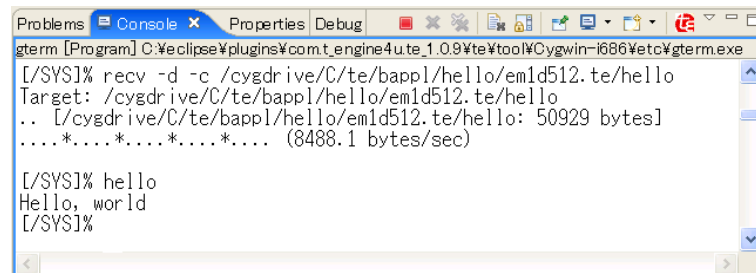 Problems Console Properties Debug
gterm [Program] C:¥eclipse¥plugins¥com.t_engine4u.te_1.0.9¥te¥tool¥Cygwin-i686¥etc¥gterm.exe
[/SYS]% recv -d -c /cygdrive/C/te/bappl/hello/em1d512.te/hello
Target: /cygdrive/C/te/bappl/hello/em1d512.te/hello
.. [/cygdrive/C/te/bappl/hello/em1d512.te/hello: 50929 bytes]
....*....*....*....*.... (8488.1 bytes/sec)
[/SYS]% hello
Hello, world
[/SYS]%